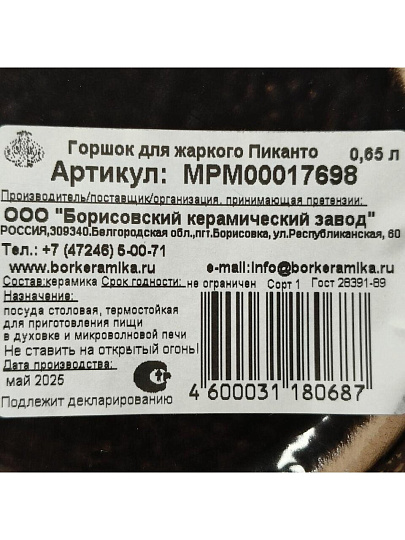 Горшок для жаркого Пиканто 0,65 л
Артикул: МРМ00017698
Производитель/поставщик/организация, принимающая претензии:
ООО "Борисовский керамический завод"
РОССИЯ,309340.Белгородская обл.,пгт.Борисовка, ул.Республиканская, 60
Тел.: +7 (47246) 5-00-71
www.borkeramika.ru e-mail:info@borkeramika.ru
Состав:керамика Срок годности: не ограничен Сорт 1 Гост 28391-89
Назначение:
посуда столовая, термостойкая
для приготовления пищи
в духовке и микроволновой печи
Не ставить на открытый огонь!
Дата производства:
май 2025
Подлежит декларированию
4 600031 180687